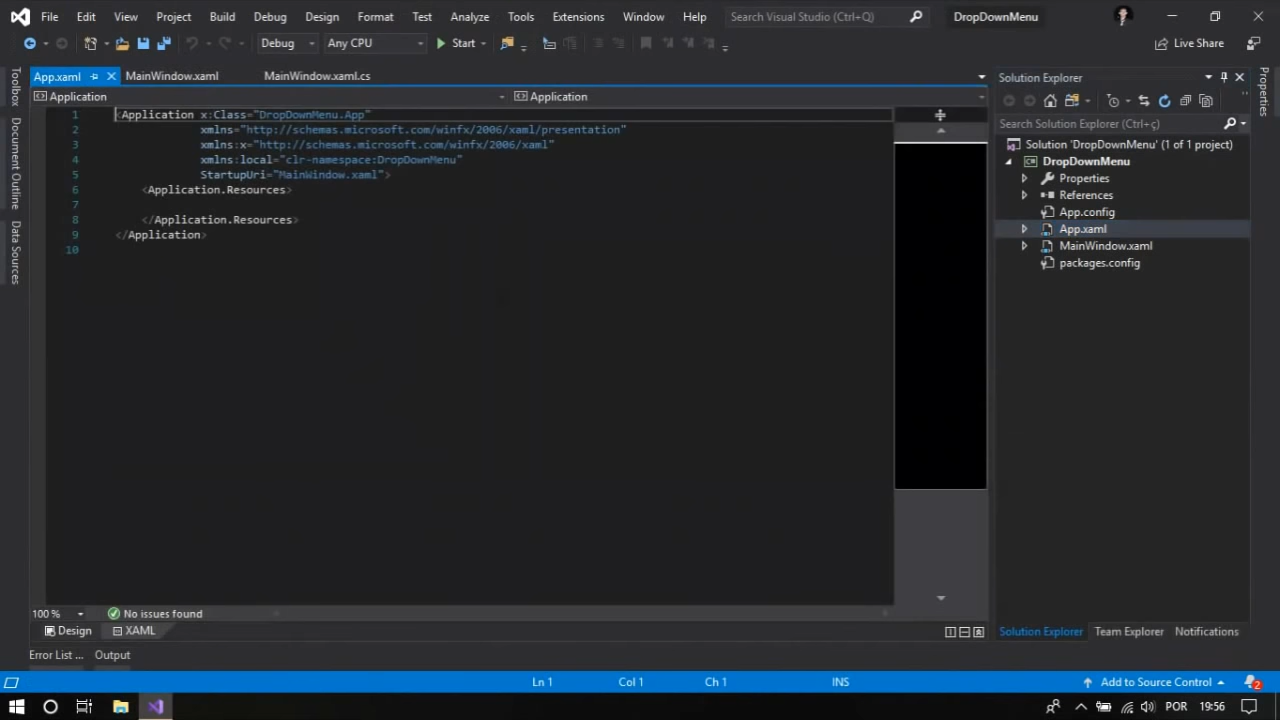 File Edit View Project Build Debug Design Format Test Analyze Tools Extensions Window Help Search Visual Studio (Ctrl+Q) DropDownMenu
Debug Any CPU Start Live Share
App.xaml MainWindow.xaml MainWindow.xaml.cs
Application Application
1 <Application x:Class="DropDownMenu.App"
2 xmlns="http://schemas.microsoft.com/winfx/2006/xaml/presentation"
3 xmlns:x="http://schemas.microsoft.com/winfx/2006/xaml"
4 xmlns:local="clr-namespace:DropDownMenu"
5 StartupUri="MainWindow.xaml">
6 <Application.Resources>
7
8 </Application.Resources>
9 </Application>
10
Toolbox
Document Outline
Data Sources
Solution Explorer
Search Solution Explorer (Ctrl+ç)
Solution 'DropDownMenu' (1 of 1 project)
DropDownMenu
Properties
References
App.config
App.xaml
MainWindow.xaml
packages.config
Properties
100 % No issues found
Design XAML
Solution Explorer Team Explorer Notifications
Error List ... Output
Ln 1 Col 1 Ch 1 INS Add to Source Control 2
POR 19:56